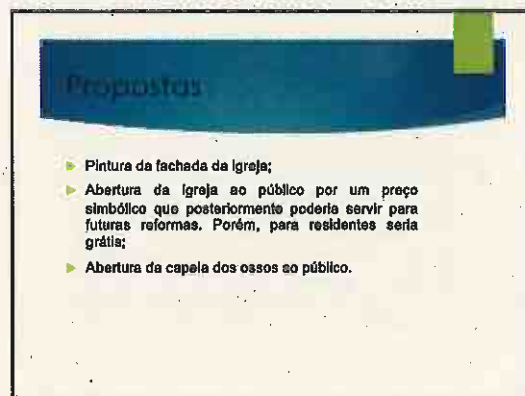 Propostas
Pintura da fachada da igreja;
Abertura da igreja ao público por um preço
simbólico que posteriormente poderia servir para
futuras reformas. Porém, para residentes seria
grátis;
Abertura da capela dos ossos ao público.